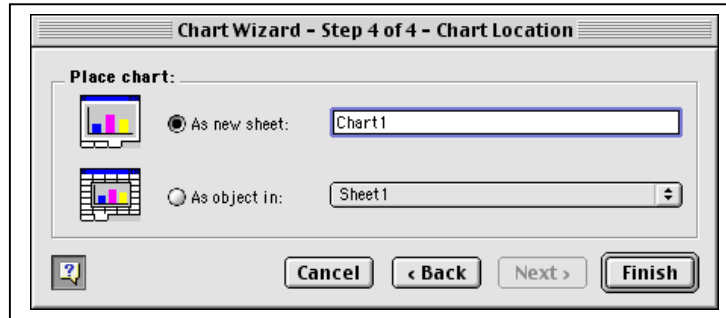 Chart Wizard – Step 4 of 4 – Chart Location
Place chart:
As new sheet: Chart1
As object in: Sheet1
? Cancel ‹ Back Next › Finish